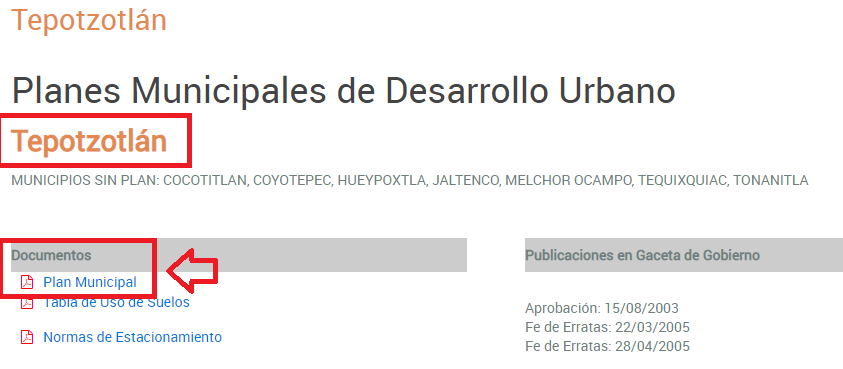 Tepotzotlán
Planes Municipales de Desarrollo Urbano
Tepotzotlán
MUNICIPIOS SIN PLAN: COCOTITLAN, COYOTEPEC, HUEYPOXTLA, JALTENCO, MELCHOR OCAMPO, TEQUIXQUIAC, TONANITLA
Documentos
Plan Municipal
Tabla de Uso de Suelos
Normas de Estacionamiento
Publicaciones en Gaceta de Gobierno
Aprobación: 15/08/2003
Fe de Erratas: 22/03/2005
Fe de Erratas: 28/04/2005